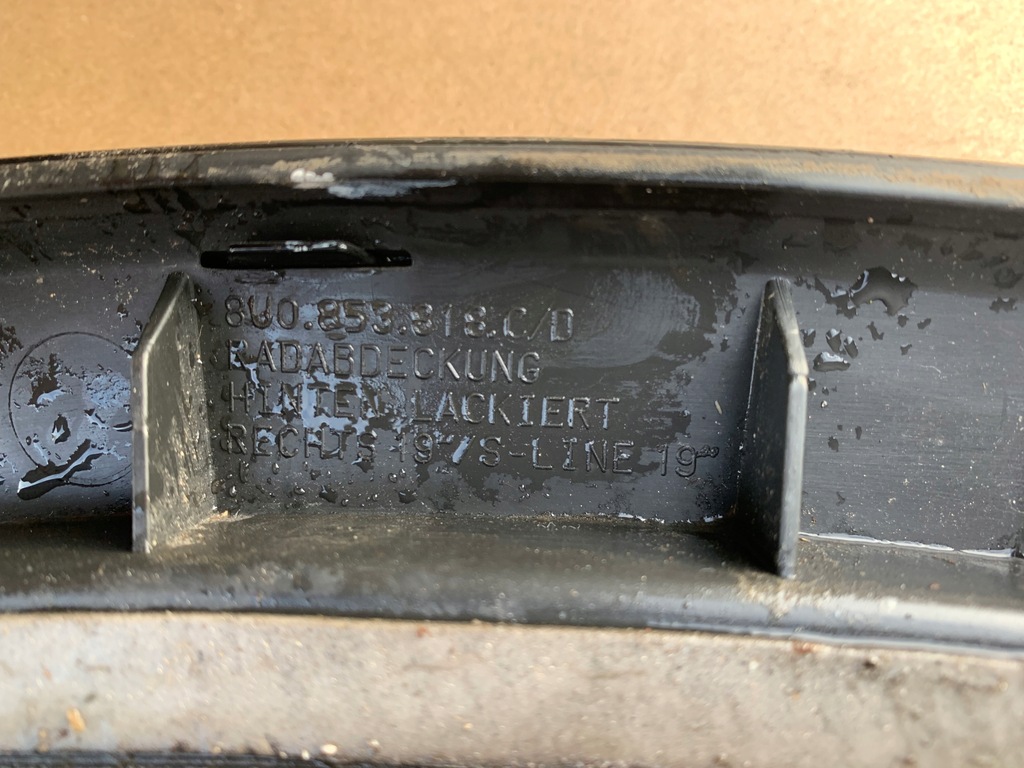 8U0.853.818.C/D
RADABDECKUNG
HINTEN LACKIERT
RECHTS 19"/S-LINE 19"